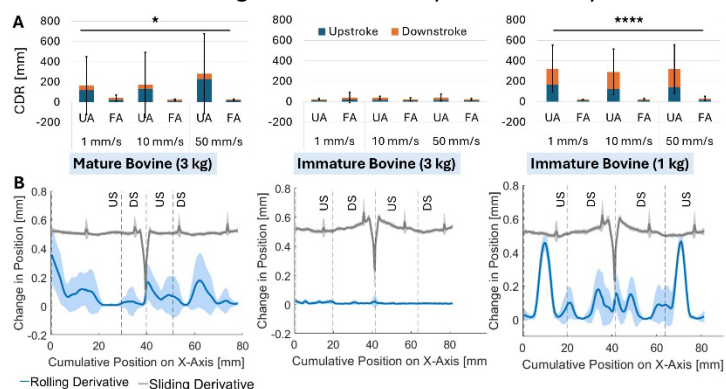 A
CDR [mm]
800
600
400
200
0
-200
*
UA FA UA FA UA FA
1 mm/s 10 mm/s 50 mm/s
Mature Bovine (3 kg)
800
600
400
200
0
-200
Upstroke Downstroke
UA FA UA FA UA FA
1 mm/s 10 mm/s 50 mm/s
Immature Bovine (3 kg)
800
600
400
200
0
-200
****
UA FA UA FA UA FA
1 mm/s 10 mm/s 50 mm/s
Immature Bovine (1 kg)
B
Change in Position [mm]
0.8
0.6
0.4
0.2
0
-0.2
US DS US DS
0 20 40 60 80
Cumulative Position on X-Axis [mm]
Change in Position [mm]
0.8
0.6
0.4
0.2
0
-0.2
US DS US DS
0 20 40 60 80
Cumulative Position on X-Axis [mm]
Change in Position [mm]
0.8
0.6
0.4
0.2
0
US DS DS US
0 20 40 60 80
Cumulative Position on X-Axis [mm]
Rolling Derivative Sliding Derivative